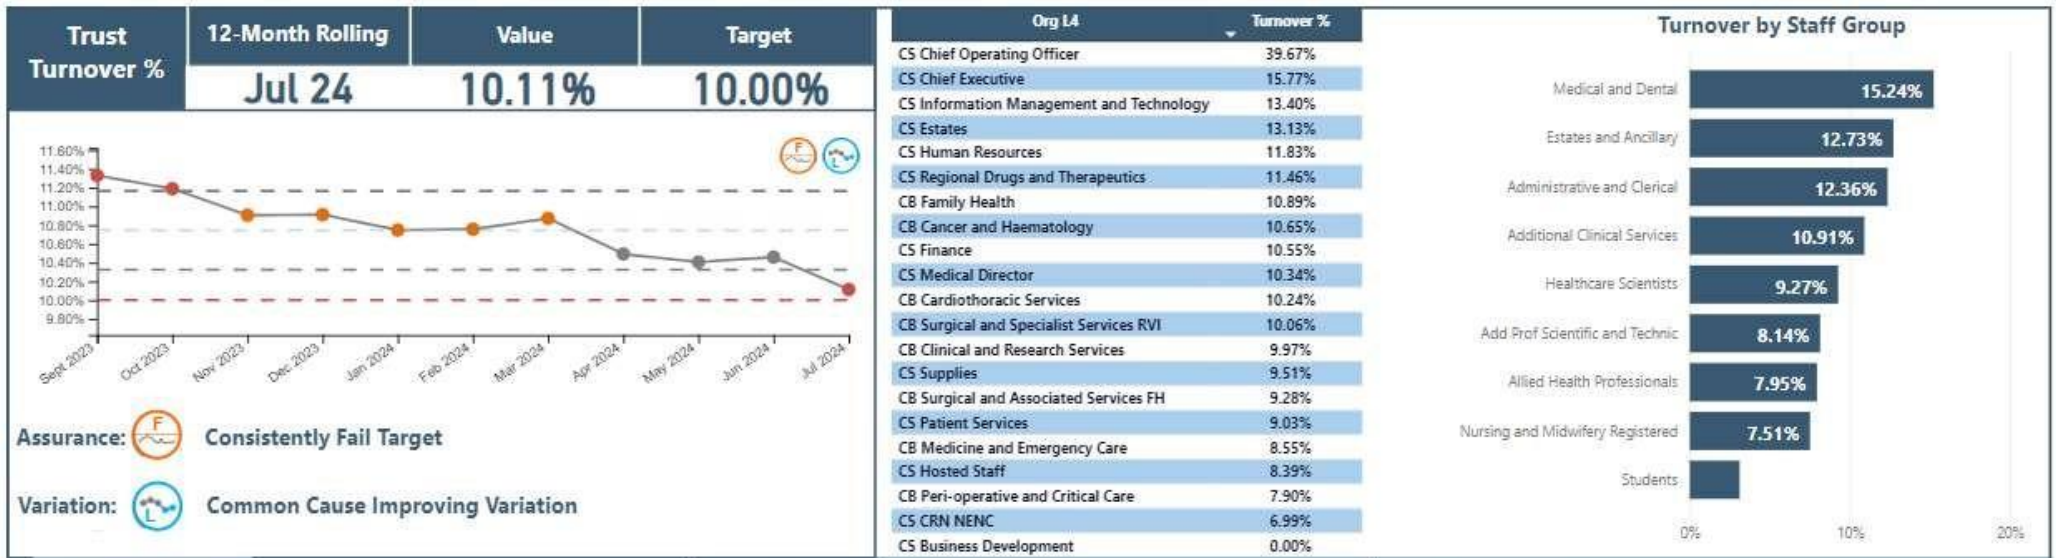 Trust
Turnover %
12-Month Rolling
Value
Target
Jul 24
10.11%
10.00%
11.60%
11.40%
11.20%
11.00%
10.80%
10.60%
10.40%
10.20%
10.00%
9.80%
Sept 2023
Oct 2023
Nov 2023
Dec 2023
Jan 2024
Feb 2024
Mar 2024
Apr 2024
May 2024
Jun 2024
Jul 2024
F
L
Assurance:
F
Consistently Fail Target
Variation:
L
Common Cause Improving Variation
Org L4 Turnover %
CS Chief Operating Officer 39.67%
CS Chief Executive 15.77%
CS Information Management and Technology 13.40%
CS Estates 13.13%
CS Human Resources 11.83%
CS Regional Drugs and Therapeutics 11.46%
CB Family Health 10.89%
CB Cancer and Haematology 10.65%
CS Finance 10.55%
CS Medical Director 10.34%
CB Cardiothoracic Services 10.24%
CB Surgical and Specialist Services RVI 10.06%
CB Clinical and Research Services 9.97%
CS Supplies 9.51%
CB Surgical and Associated Services FH 9.28%
CS Patient Services 9.03%
CB Medicine and Emergency Care 8.55%
CS Hosted Staff 8.39%
CB Peri-operative and Critical Care 7.90%
CS CRN NENC 6.99%
CS Business Development 0.00%
Turnover by Staff Group
Medical and Dental 15.24%
Estates and Ancillary 12.73%
Administrative and Clerical 12.36%
Additional Clinical Services 10.91%
Healthcare Scientists 9.27%
Add Prof Scientific and Technic 8.14%
Allied Health Professionals 7.95%
Nursing and Midwifery Registered 7.51%
Students
0% 10% 20%